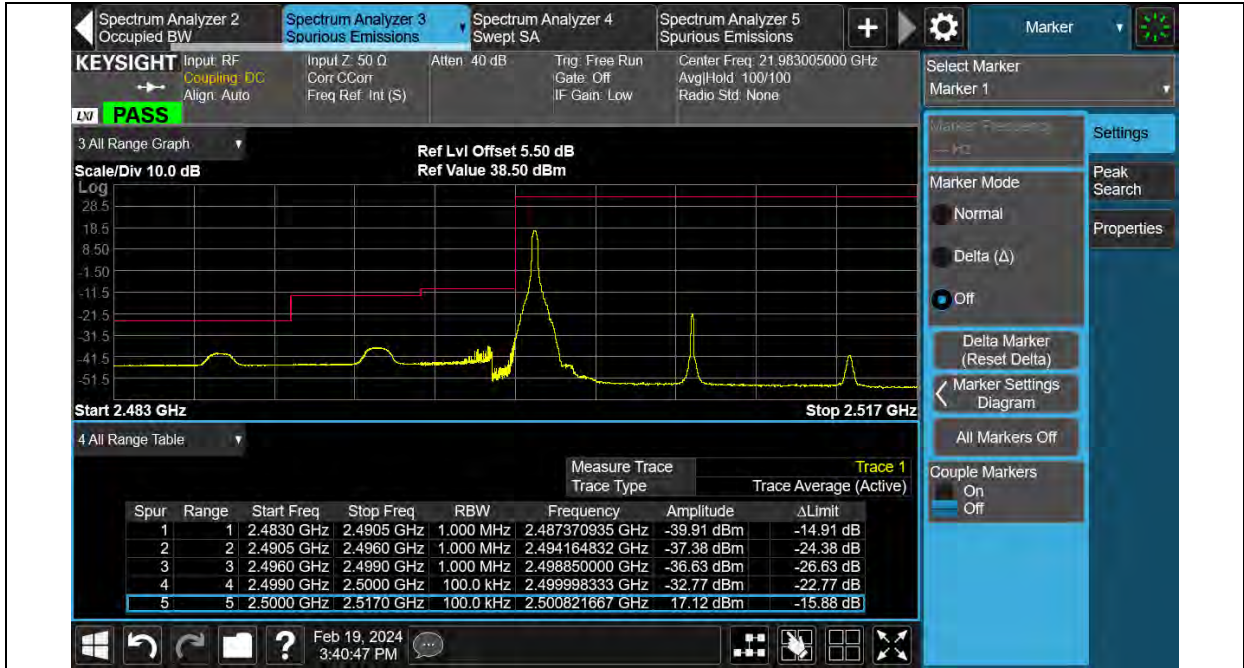 Spectrum Analyzer 2
Occupied BW
Spectrum Analyzer 3
Spurious Emissions
Spectrum Analyzer 4
Swept SA
Spectrum Analyzer 5
Spurious Emissions
+
Marker
KEYSIGHT
Input: RF
Coupling: DC
Align: Auto
Input Z: 50 Ω
Corr CCorr
Freq Ref: Int (S)
Atten: 40 dB
Trig: Free Run
Gate: Off
IF Gain: Low
Center Freq: 21.983005000 GHz
Avg|Hold: 100/100
Radio Std: None
LXI PASS
Select Marker
Marker 1
3 All Range Graph
Scale/Div 10.0 dB
Ref Lvl Offset 5.50 dB
Ref Value 38.50 dBm
Log
28.5
18.5
8.50
-1.50
-11.5
-21.5
-31.5
-41.5
-51.5
Start 2.483 GHz
Stop 2.517 GHz
Marker Frequency
--- Hz
Marker Mode
Normal
Delta (Δ)
Off
Delta Marker
(Reset Delta)
Marker Settings
Diagram
All Markers Off
Couple Markers
On
Off
Settings
Peak
Search
Properties
4 All Range Table
Measure Trace Trace 1
Trace Type Trace Average (Active)
Spur Range Start Freq Stop Freq RBW Frequency Amplitude ΔLimit
1 1 2.4830 GHz 2.4905 GHz 1.000 MHz 2.487370935 GHz -39.91 dBm -14.91 dB
2 2 2.4905 GHz 2.4960 GHz 1.000 MHz 2.494164832 GHz -37.38 dBm -24.38 dB
3 3 2.4960 GHz 2.4990 GHz 1.000 MHz 2.498850000 GHz -36.63 dBm -26.63 dB
4 4 2.4990 GHz 2.5000 GHz 100.0 kHz 2.499998333 GHz -32.77 dBm -22.77 dB
5 5 2.5000 GHz 2.5170 GHz 100.0 kHz 2.500821667 GHz 17.12 dBm -15.88 dB
?
Feb 19, 2024
3:40:47 PM